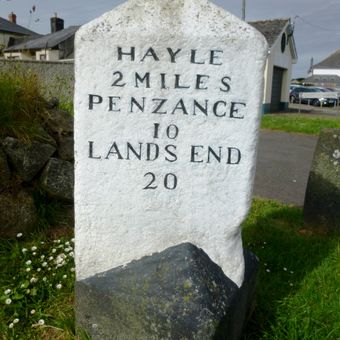 HAYLE
2 MILES
PENZANCE
10
LANDS END
20